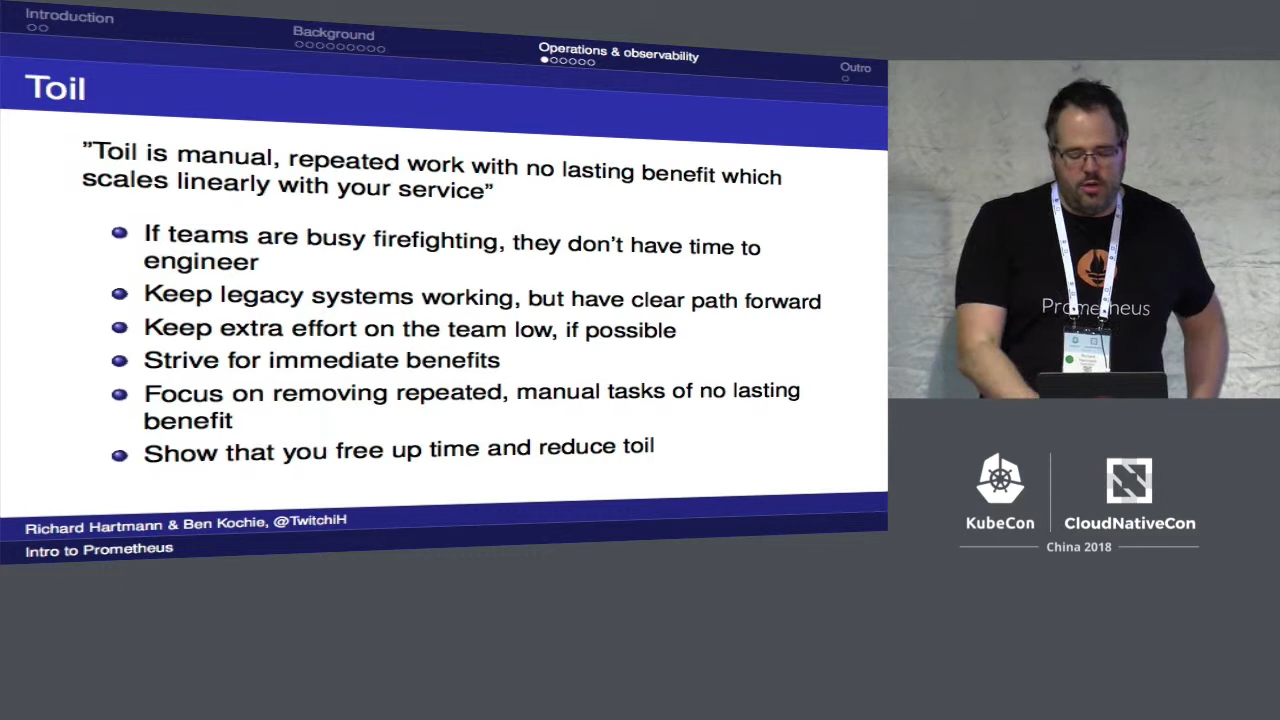 Introduction
Background
Operations & observability
Outro
Toil
”Toil is manual, repeated work with no lasting benefit which
scales linearly with your service”
If teams are busy firefighting, they don’t have time to
engineer
Keep legacy systems working, but have clear path forward
Keep extra effort on the team low, if possible
Strive for immediate benefits
Focus on removing repeated, manual tasks of no lasting
benefit
Show that you free up time and reduce toil
Richard Hartmann & Ben Kochie, @TwitchiH
Intro to Prometheus
Prometheus
KubeCon
CloudNativeCon
China 2018